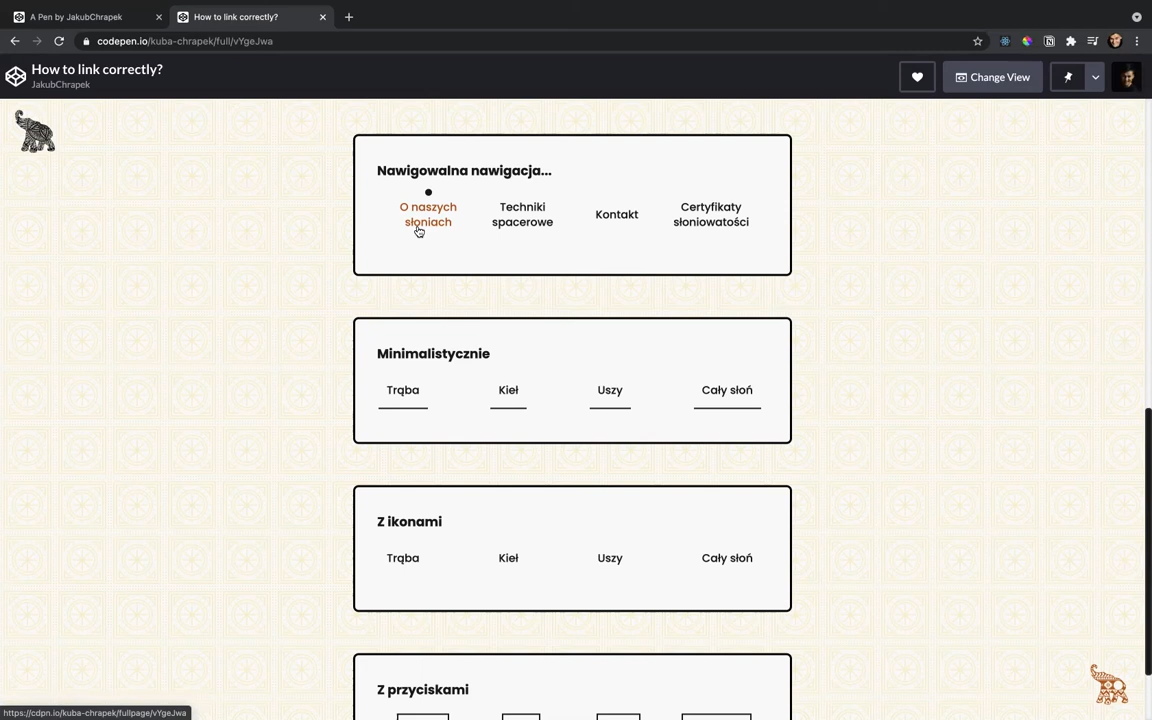 A Pen by JakubChrapek
How to link correctly?
codepen.io/kuba-chrapek/full/vYgeJwa
How to link correctly?
JakubChrapek
Change View
Nawigowalna nawigacja...
O naszych
słoniach
Techniki
spacerowe
Kontakt
Certyfikaty
słoniowatości
Minimalistycznie
Trąba
Kieł
Uszy
Cały słoń
Z ikonami
Trąba
Kieł
Uszy
Cały słoń
Z przyciskami
https://cdpn.io/kuba-chrapek/fullpage/vYgeJwa